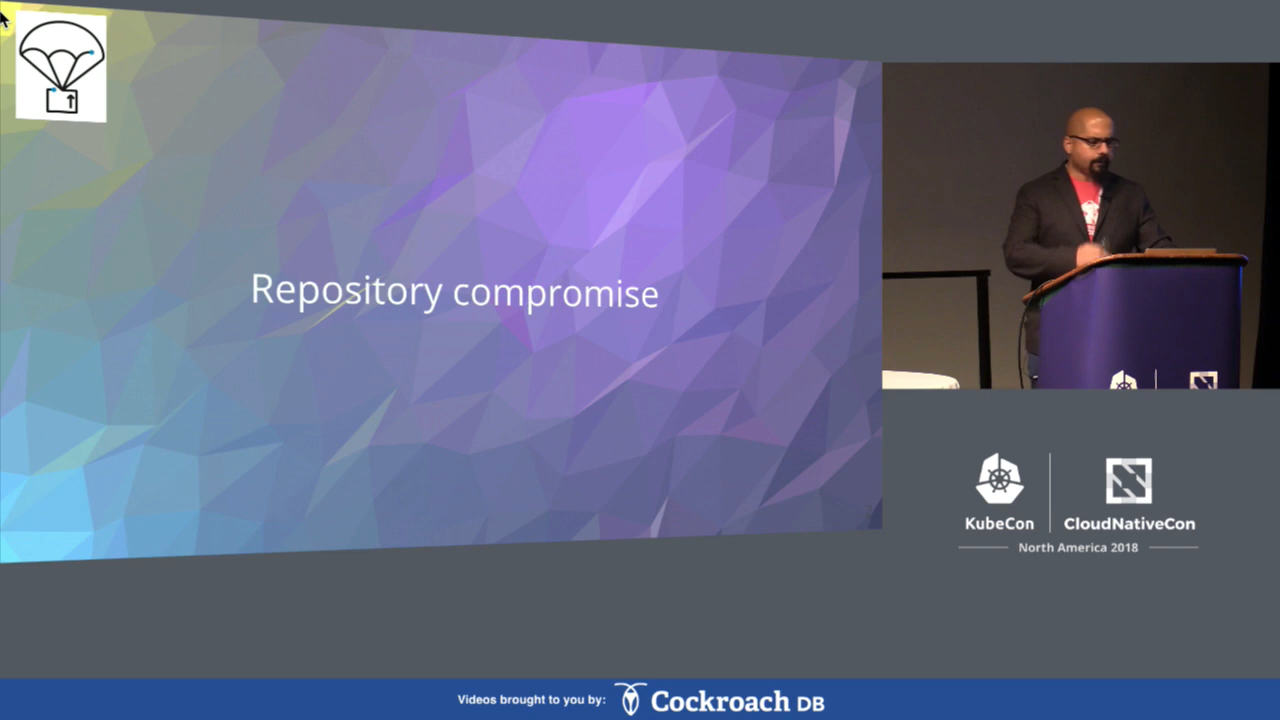 Repository compromise
KubeCon
CloudNativeCon
North America 2018
Videos brought to you by:
Cockroach DB